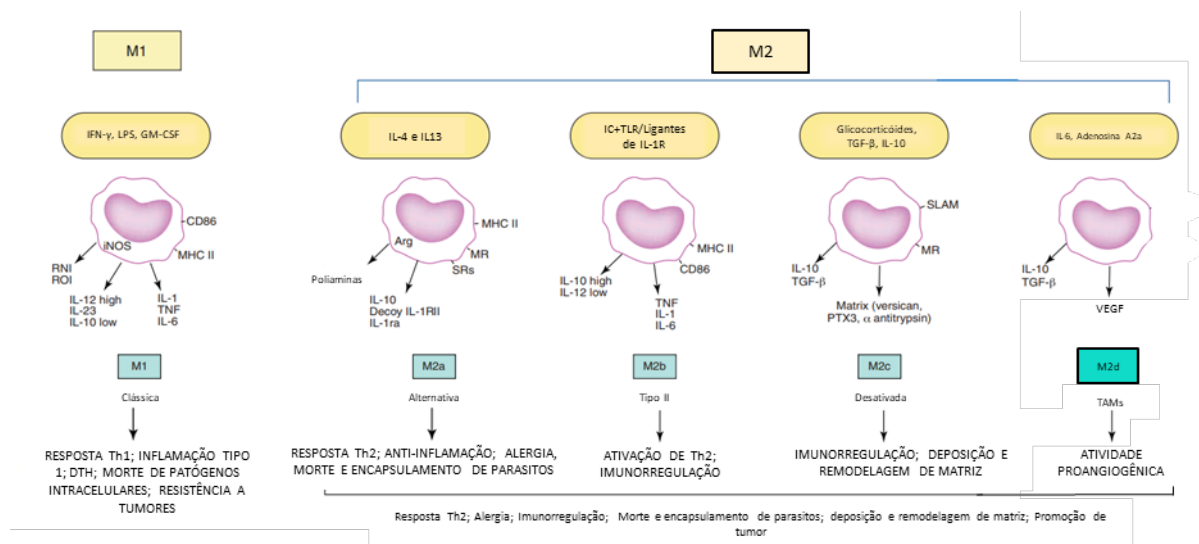 M1
M2
IFN-γ, LPS, GM-CSF
IL-4 e IL13
IC+TLR/Ligantes
de IL-1R
Glicocorticóides,
TGF-β, IL-10
IL-6, Adenosina A2a
CD86
iNOS
MHC II
RNI
ROI
IL-12 high
IL-23
IL-10 low
IL-1
TNF
IL-6
MHC II
Arg
MR
SRs
Poliaminas
IL-10
Decoy IL-1RII
IL-1ra
MHC II
CD86
IL-10 high
IL-12 low
TNF
IL-1
IL-6
SLAM
MR
IL-10
TGF-β
Matrix (versican,
PTX3, α antitrypsin)
IL-10
TGF-β
VEGF
M1
M2a
M2b
M2c
M2d
Clássica
Alternativa
Tipo II
Desativada
TAMs
RESPOSTA Th1; INFLAMAÇÃO TIPO
1; DTH; MORTE DE PATÓGENOS
INTRACELULARES; RESISTÊNCIA A
TUMORES
RESPOSTA Th2; ANTI-INFLAMAÇÃO; ALERGIA,
MORTE E ENCAPSULAMENTO DE PARASITOS
ATIVAÇÃO DE Th2;
IMUNORREGULAÇÃO
IMUNORREGULAÇÃO; DEPOSIÇÃO E
REMODELAGEM DE MATRIZ
ATIVIDADE
PROANGIOGÊNICA
Resposta Th2; Alergia; Imunorregulação; Morte e encapsulamento de parasitos; deposição e remodelagem de matriz; Promoção de
tumor